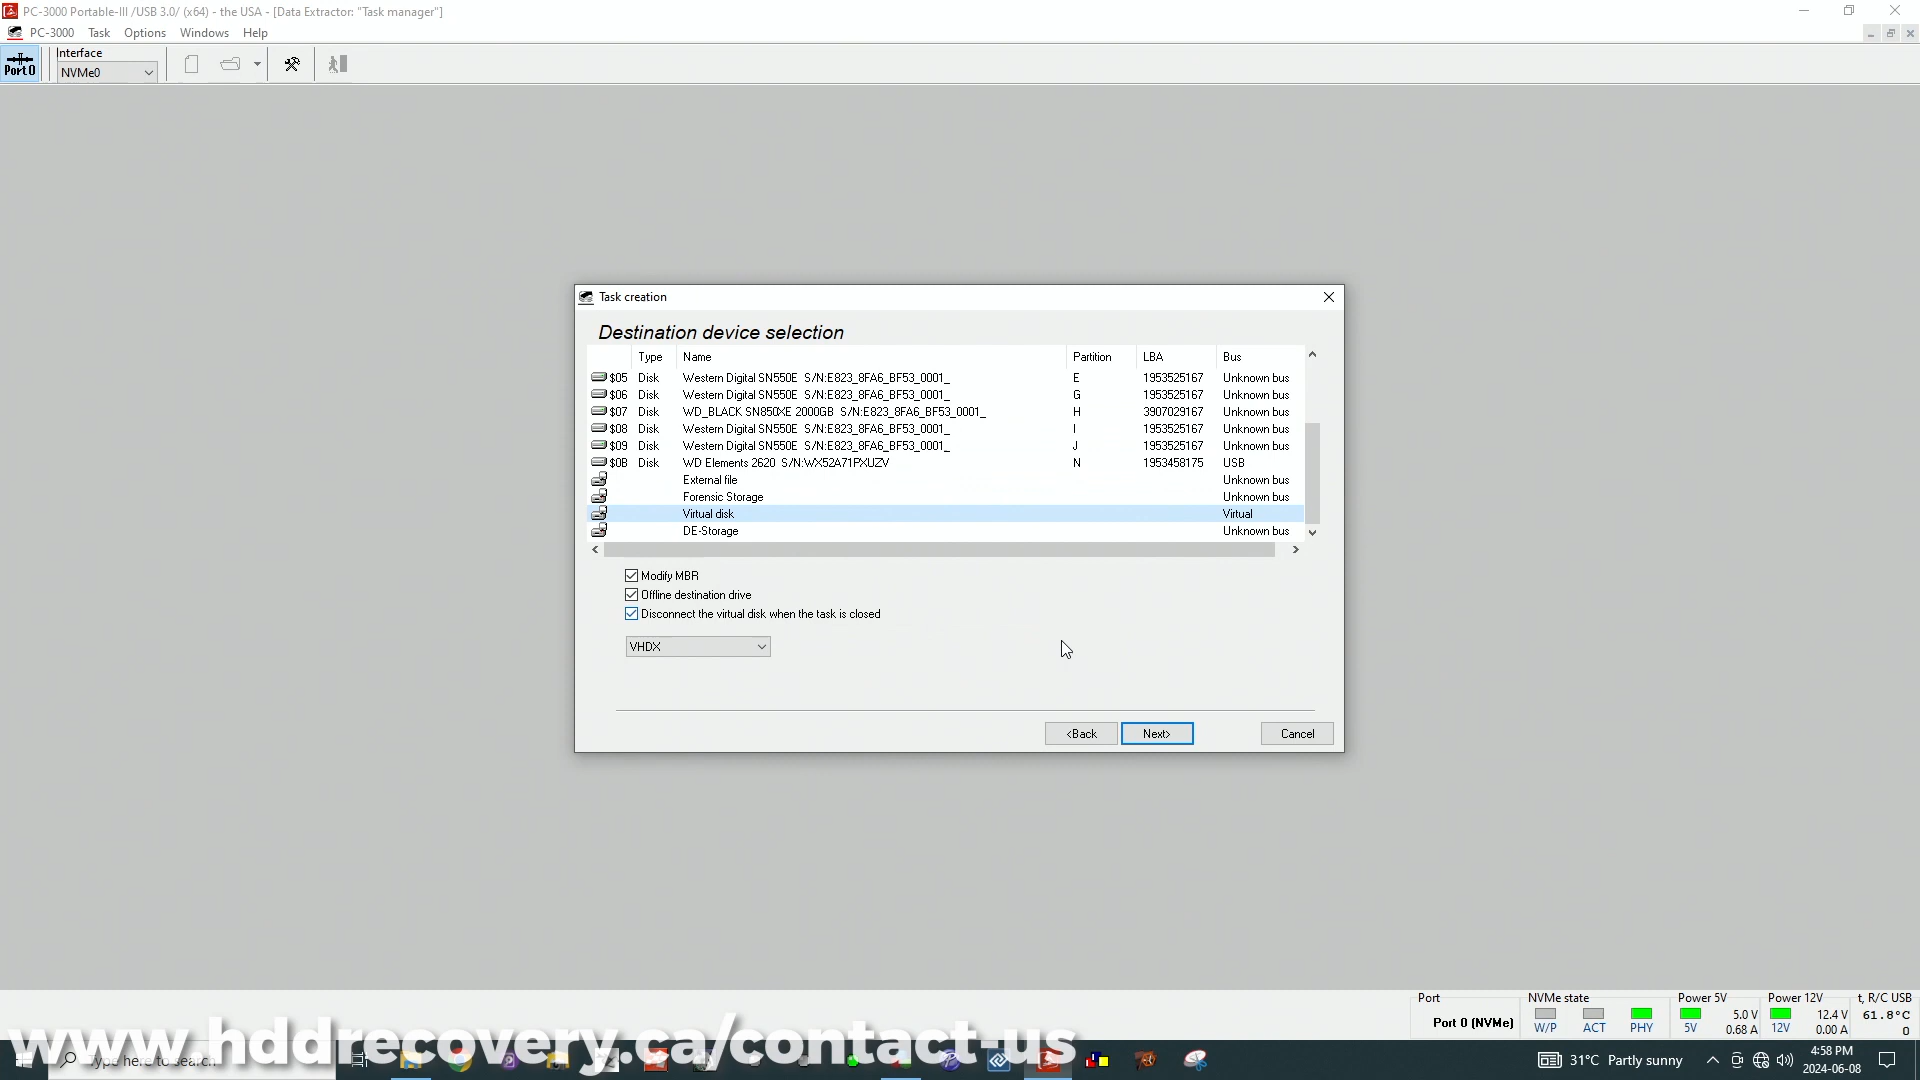 PC-3000 Portable-III /USB 3.0/ (x64) - the USA - [Data Extractor: "Task manager"]
PC-3000 Task Options Windows Help
Port0
Interface
NVMe0
Task creation
Destination device selection
Type Name Partition LBA Bus
$05 Disk Western Digital SN550E S/N:E823_8FA6_BF53_0001_ E 1953525167 Unknown bus
$06 Disk Western Digital SN550E S/N:E823_8FA6_BF53_0001_ G 1953525167 Unknown bus
$07 Disk WD_BLACK SN850XE 2000GB S/N:E823_8FA6_BF53_0001_ H 3907029167 Unknown bus
$08 Disk Western Digital SN550E S/N:E823_8FA6_BF53_0001_ I 1953525167 Unknown bus
$09 Disk Western Digital SN550E S/N:E823_8FA6_BF53_0001_ J 1953525167 Unknown bus
$0B Disk WD Elements 2620 S/N:WX52A71PXUZV N 1953458175 USB
External file Unknown bus
Forensic Storage Unknown bus
Virtual disk Virtual
DE-Storage Unknown bus
Modify MBR
Offline destination drive
Disconnect the virtual disk when the task is closed
VHDX
<Back Next> Cancel
Port NVMe state Power 5V Power 12V t, R/C USB
Port 0 (NVMe) W/P ACT PHY 5V 5.0 V 0.68 A 12V 12.4 V 0.00 A 61.8°C 0
www.hddrecovery.ca/contact-us
Type here to search
31°C Partly sunny
4:58 PM
2024-06-08